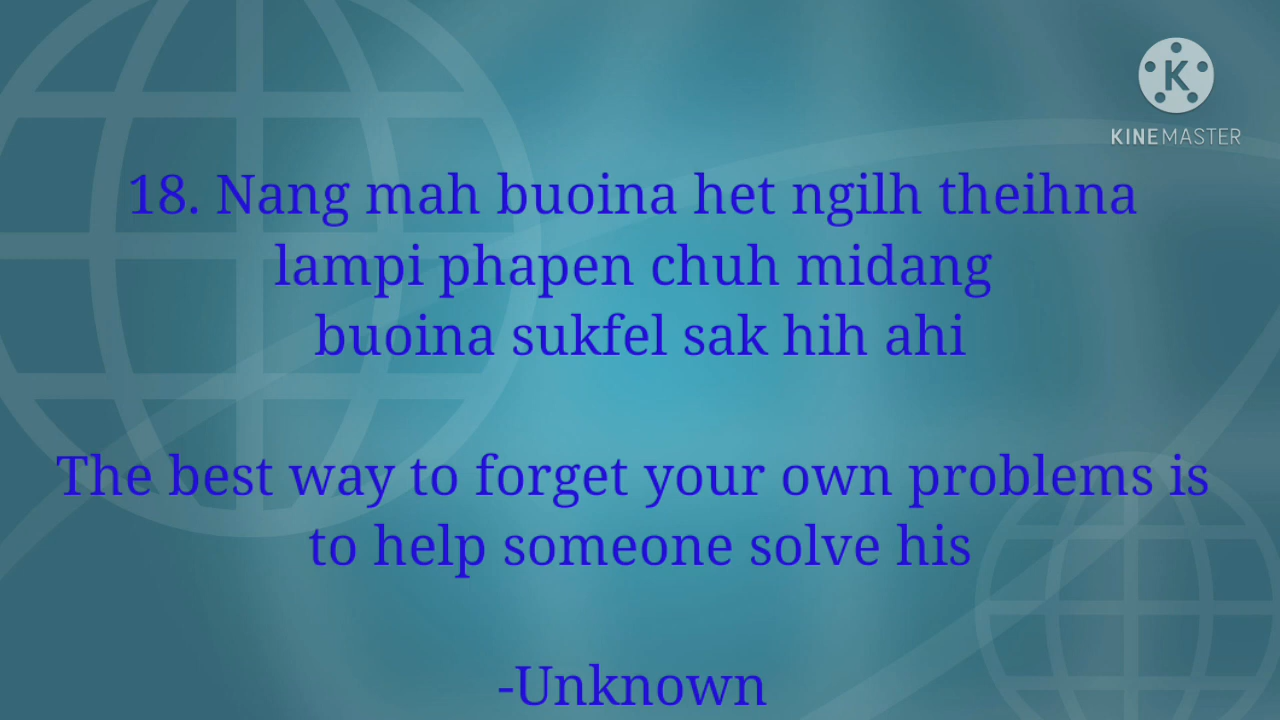 K
KINEMASTER
18. Nang mah buoina het ngilh theihna
lampi phapen chuh midang
buoina sukfel sak hih ahi
The best way to forget your own problems is
to help someone solve his
-Unknown